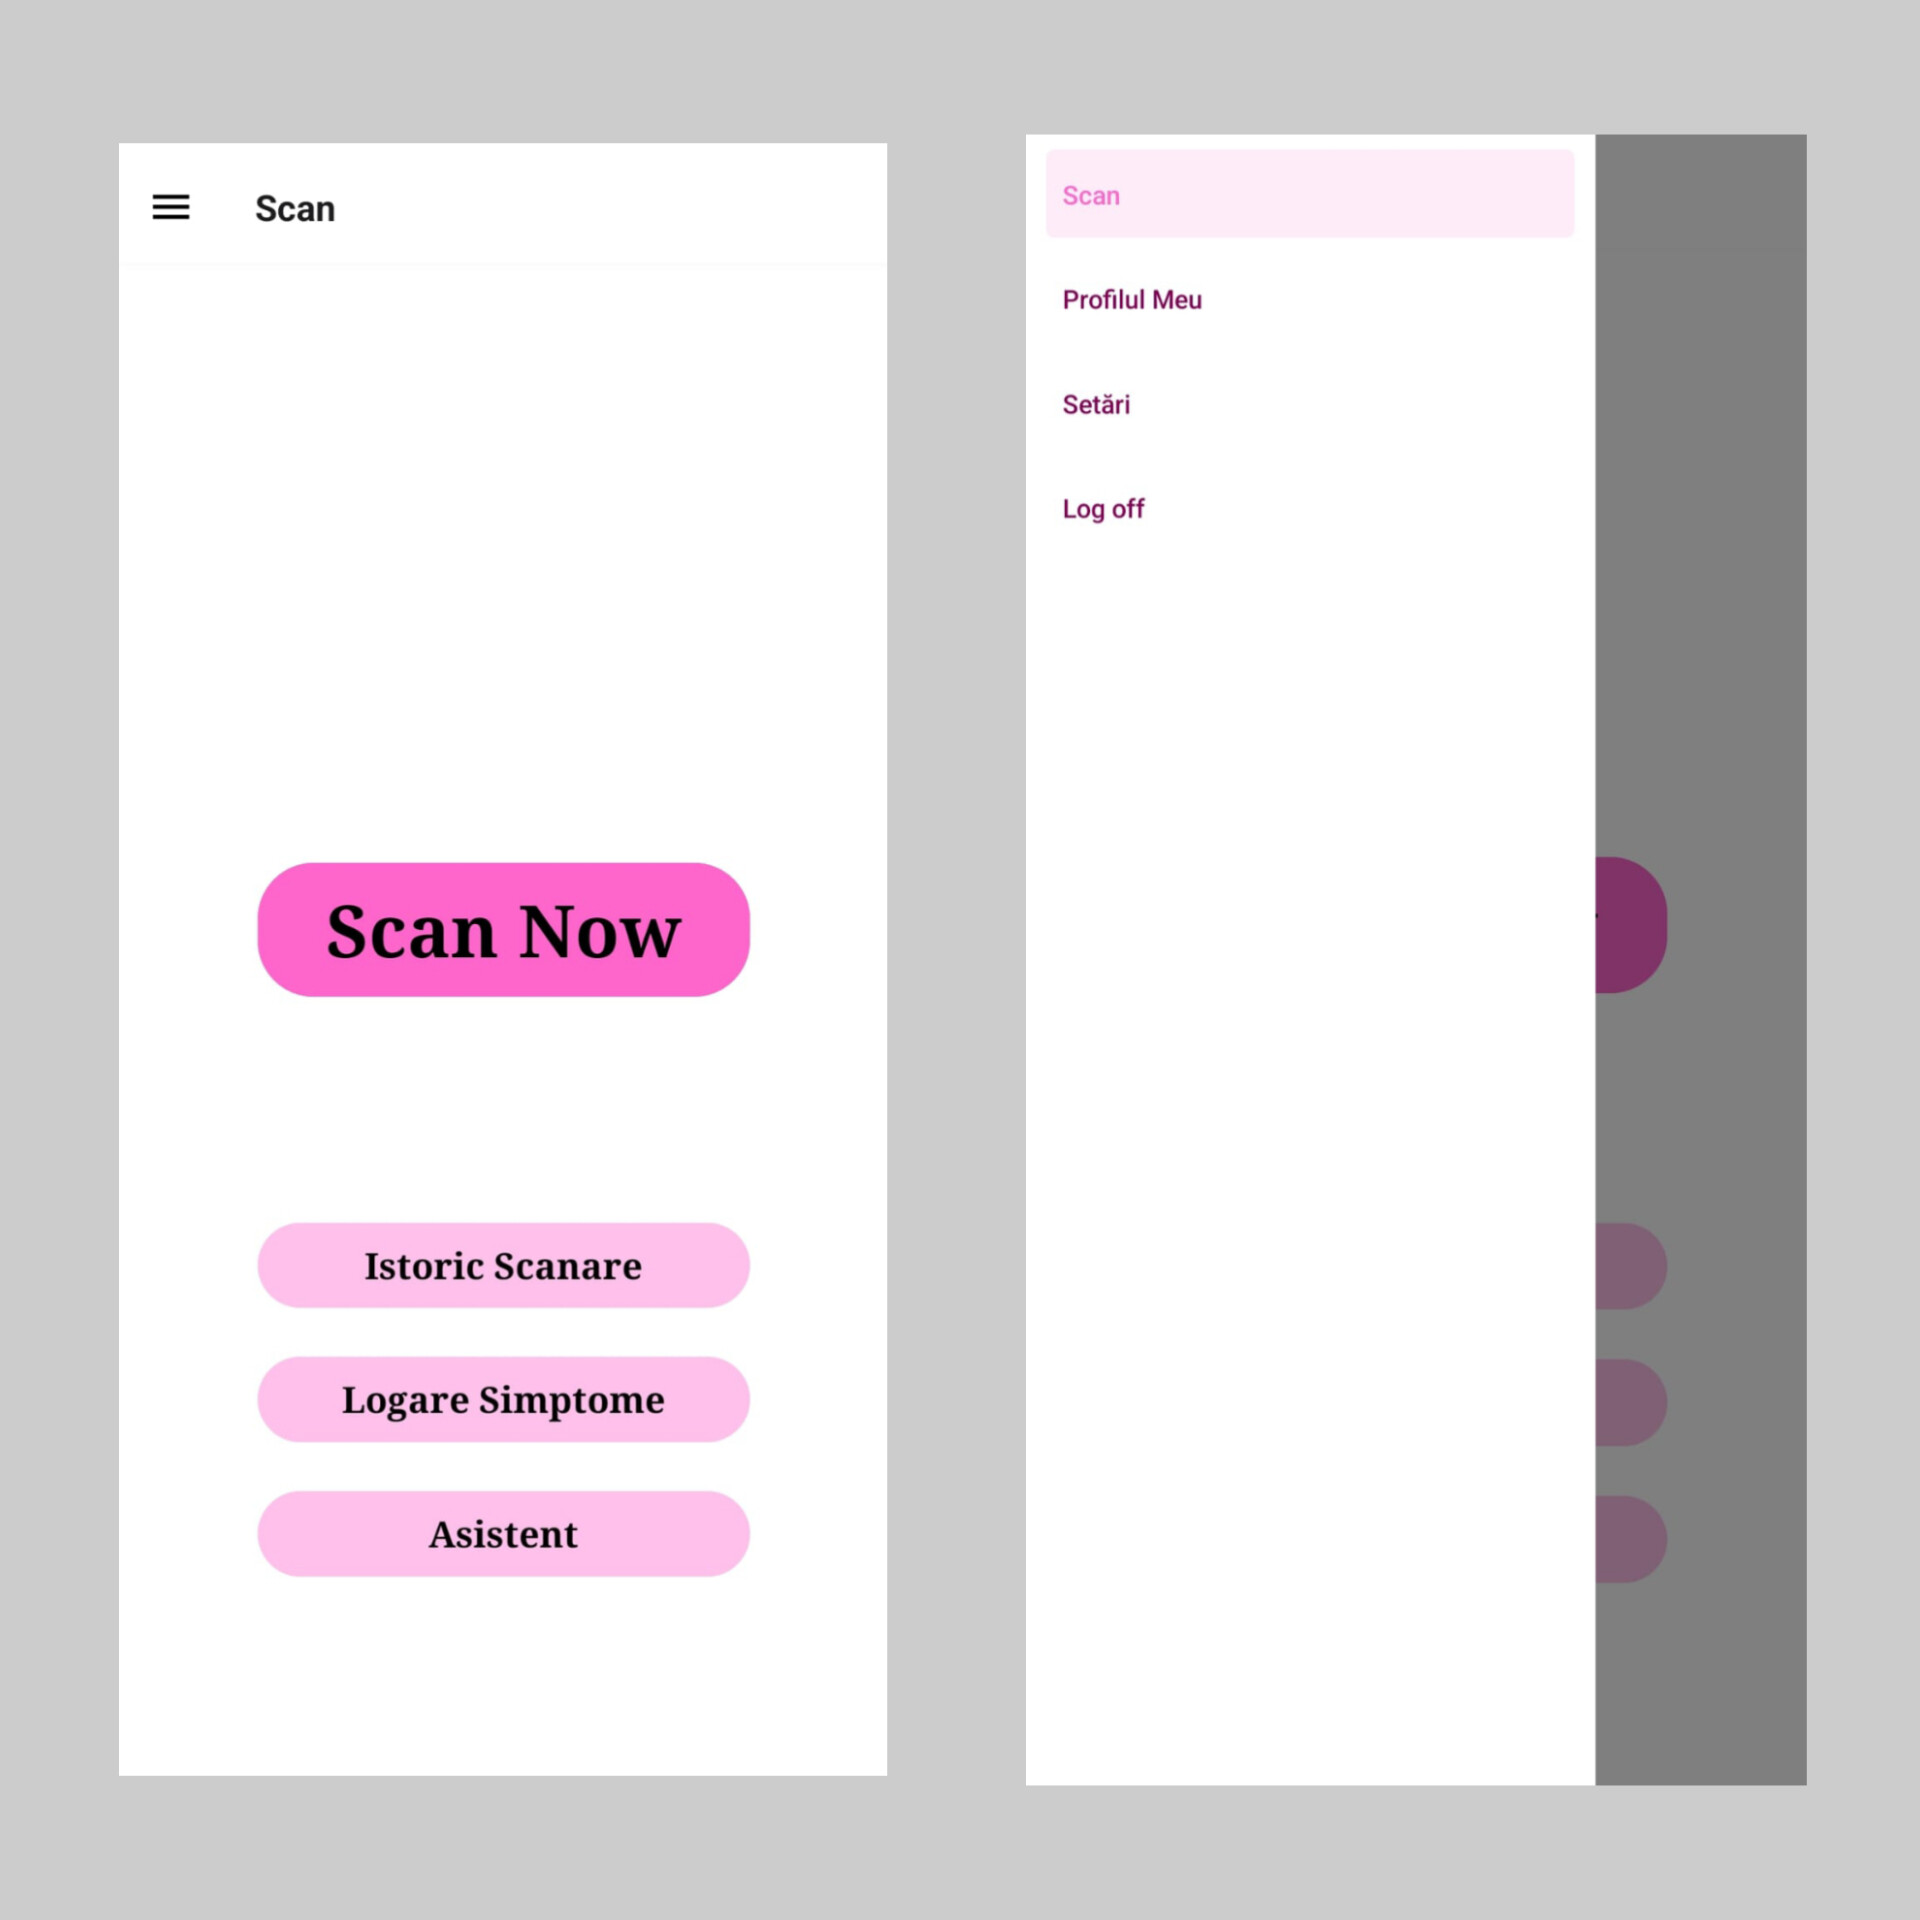 Scan
Scan Now
Istoric Scanare
Logare Simptome
Asistent
Scan
Profilul Meu
Setări
Log off